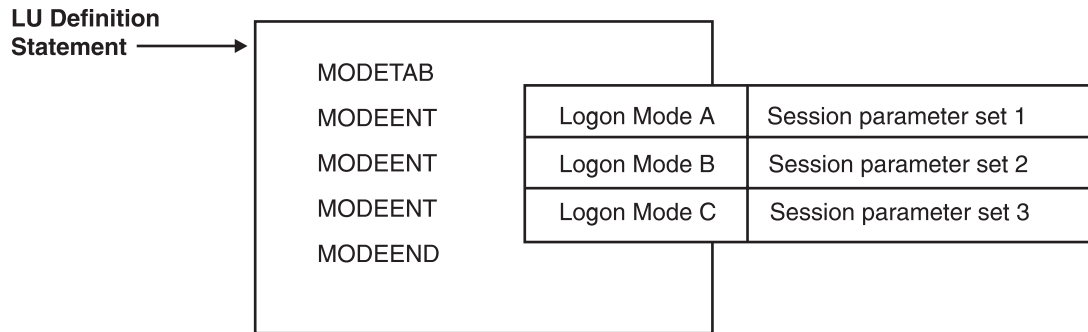 LU Definition
Statement
MODETAB
MODEENT
Logon Mode A
Session parameter set 1
MODEENT
Logon Mode B
Session parameter set 2
MODEENT
Logon Mode C
Session parameter set 3
MODEEND